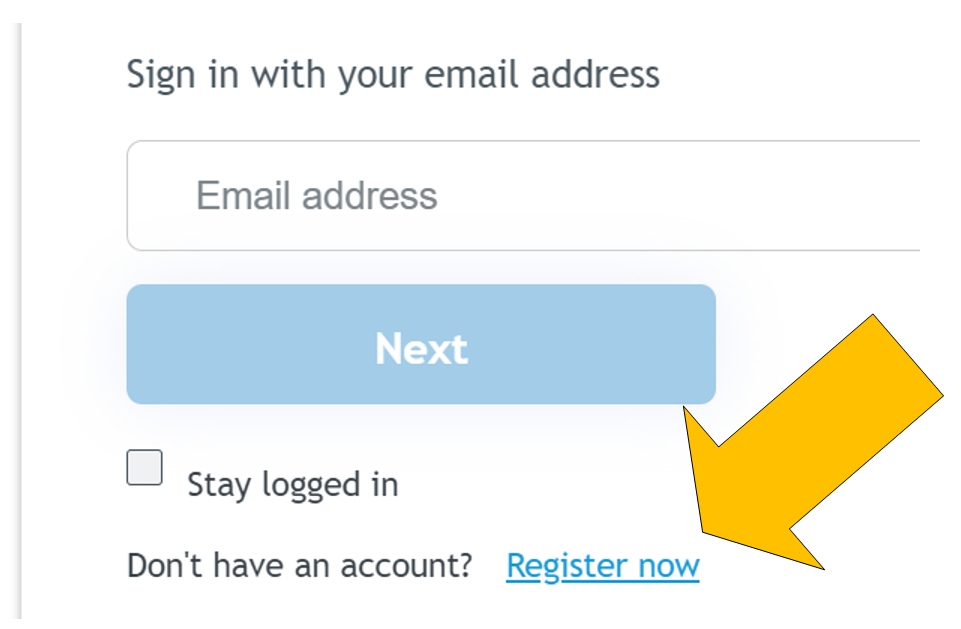 Sign in with your email address
Email address
Next
Stay logged in
Don't have an account? Register now